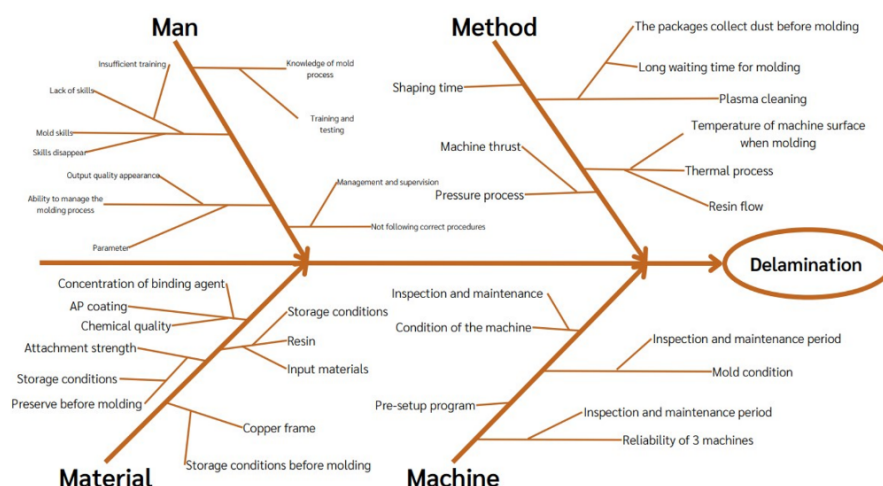 Man
Insufficient training
Knowledge of mold
process
Lack of skills
Training and
testing
Mold skills
Skills disappear
Output quality appearance
Management and supervision
Ability to manage the
molding process
Not following correct procedures
Parameter
Method
The packages collect dust before molding
Long waiting time for molding
Shaping time
Plasma cleaning
Temperature of machine surface
when molding
Machine thrust
Thermal process
Pressure process
Resin flow
Delamination
Concentration of binding agent
AP coating
Chemical quality
Storage conditions
Resin
Attachment strength
Input materials
Storage conditions
Preserve before molding
Copper frame
Storage conditions before molding
Material
Inspection and maintenance
Condition of the machine
Inspection and maintenance period
Mold condition
Pre-setup program
Inspection and maintenance period
Reliability of 3 machines
Machine